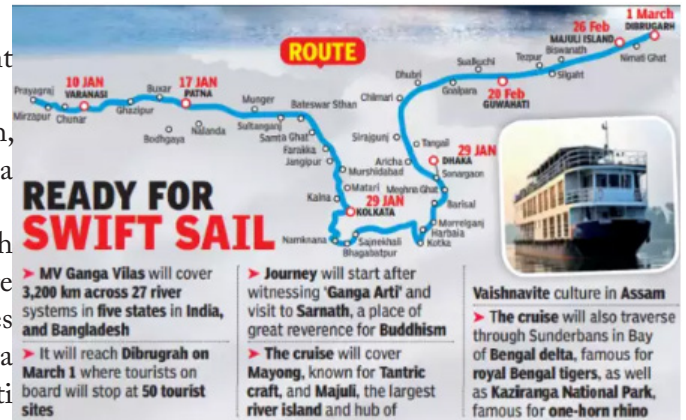 nt
n,
a
h
e
es
a
ti
ROUTE
1 March
DIBRUGARH
26 Feb
MAJULI ISLAND
Biswanath
Nimati Ghat
Tezpur
Silgaht
Sualkuchi
Dhubri
Goalpara
20 Feb
GUWAHATI
Chilmari
Prayagraj
Mirzapur
Chunar
10 JAN
VARANASI
Ghazipur
Buxar
17 JAN
PATNA
Bodhgaya
Nalanda
Munger
Sultanganj
Bateswar Sthan
Samta Ghat
Farakka
Jangipur
Murshidabad
Matari
Kalna
29 JAN
KOLKATA
Namkhana
Sajnekhali
Bhagabatpur
Sirajgunj
Tangail
Aricha
29 JAN
DHAKA
Sonargaon
Meghna Ghat
Barisal
Morrelganj
Harbaia
Kotka
READY FOR
SWIFT SAIL
➤ MV Ganga Vilas will cover
3,200 km across 27 river
systems in five states in India,
and Bangladesh
➤ It will reach Dibrugrah on
March 1 where tourists on
board will stop at 50 tourist
sites
➤ Journey will start after
witnessing 'Ganga Arti' and
visit to Sarnath, a place of
great reverence for Buddhism
➤ The cruise will cover
Mayong, known for Tantric
craft, and Majuli, the largest
river island and hub of
Vaishnavite culture in Assam
➤ The cruise will also traverse
through Sunderbans in Bay
of Bengal delta, famous for
royal Bengal tigers, as well
as Kaziranga National Park,
famous for one-horn rhino